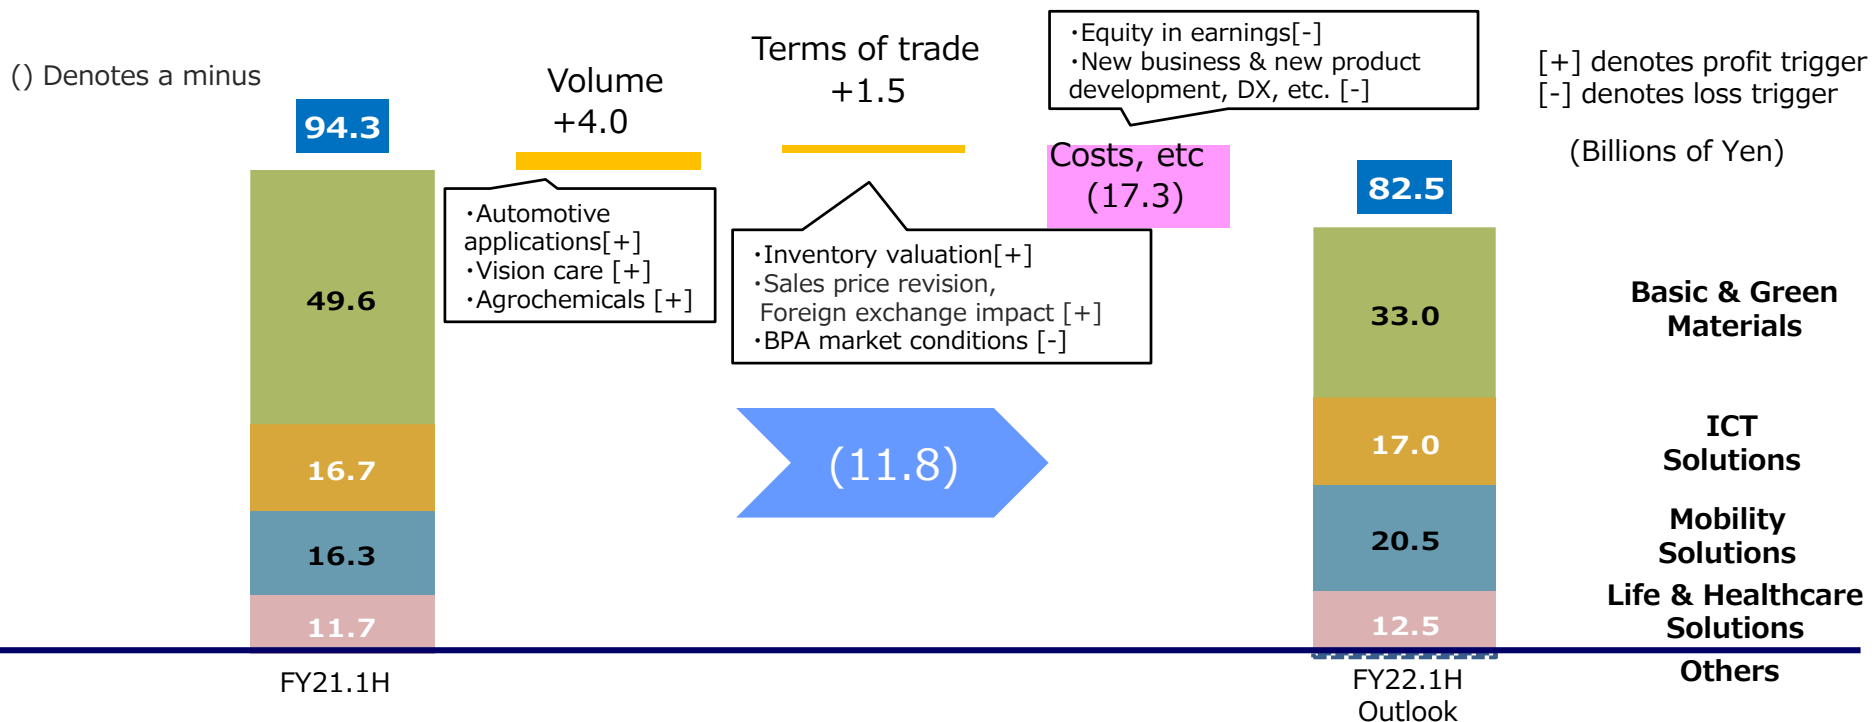 () Denotes a minus
94.3
Volume
+4.0
Terms of trade
+1.5
・Equity in earnings[-]
・New business & new product
development, DX, etc. [-]
[+] denotes profit trigger
[-] denotes loss trigger
(Billions of Yen)
Costs, etc
(17.3)
82.5
・Automotive
applications[+]
・Vision care [+]
・Agrochemicals [+]
・Inventory valuation[+]
・Sales price revision,
Foreign exchange impact [+]
・BPA market conditions [-]
49.6
33.0
Basic & Green
Materials
(11.8)
16.7
17.0
ICT
Solutions
16.3
20.5
Mobility
Solutions
11.7
12.5
Life & Healthcare
Solutions
Others
FY21.1H
FY22.1H
Outlook